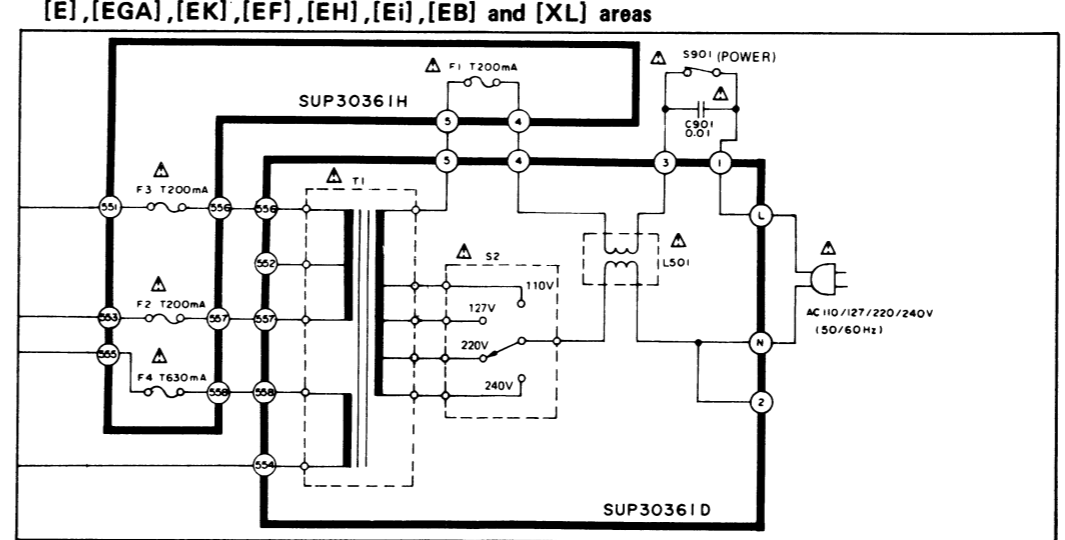 [E],[EGA],[EK],[EF],[EH],[Ei],[EB] and [XL] areas
S901 (POWER)
F1 T200mA
SUP30361H
C901
0.01
5
4
5
4
3
1
T1
F3 T200mA
551
556
556
L
S2
L501
552
110V
F2 T200mA
127V
AC 110/127/220/240V
(50/60Hz)
553
557
557
220V
N
555
F4 T630mA
240V
558
558
2
554
SUP30361D